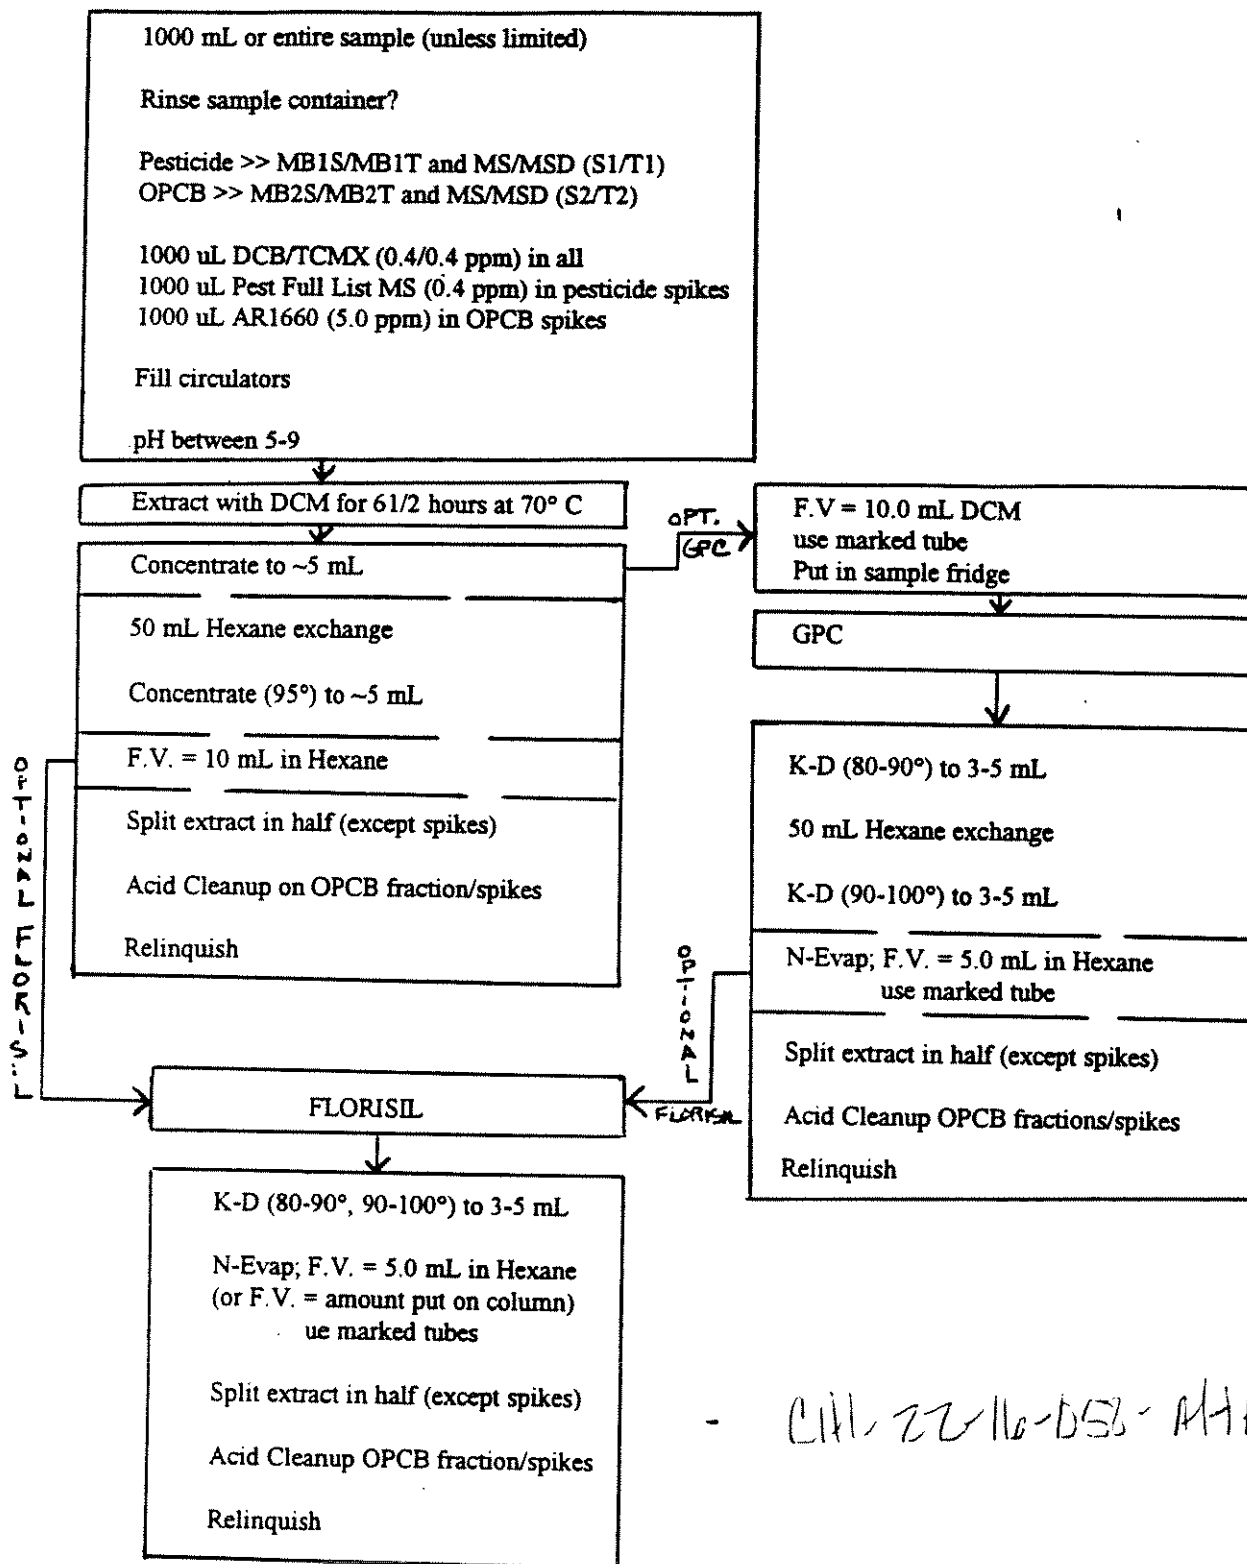 1000 mL or entire sample (unless limited)
Rinse sample container?
Pesticide >> MB1S/MB1T and MS/MSD (S1/T1)
OPCB >> MB2S/MB2T and MS/MSD (S2/T2)
1000 uL DCB/TCMX (0.4/0.4 ppm) in all
1000 uL Pest Full List MS (0.4 ppm) in pesticide spikes
1000 uL AR1660 (5.0 ppm) in OPCB spikes
Fill circulators
pH between 5-9
Extract with DCM for 61/2 hours at 70° C
Concentrate to ~5 mL
50 mL Hexane exchange
Concentrate (95°) to ~5 mL
F.V. = 10 mL in Hexane
Split extract in half (except spikes)
Acid Cleanup on OPCB fraction/spikes
Relinquish
OPTIONAL FLORISIL
OPT.
GPC
F.V = 10.0 mL DCM
use marked tube
Put in sample fridge
GPC
K-D (80-90°) to 3-5 mL
50 mL Hexane exchange
K-D (90-100°) to 3-5 mL
N-Evap; F.V. = 5.0 mL in Hexane
use marked tube
Split extract in half (except spikes)
Acid Cleanup OPCB fractions/spikes
Relinquish
OPTIONAL
FLORISIL
FLORISIL
K-D (80-90°, 90-100°) to 3-5 mL
N-Evap; F.V. = 5.0 mL in Hexane
(or F.V. = amount put on column)
ue marked tubes
Split extract in half (except spikes)
Acid Cleanup OPCB fraction/spikes
Relinquish